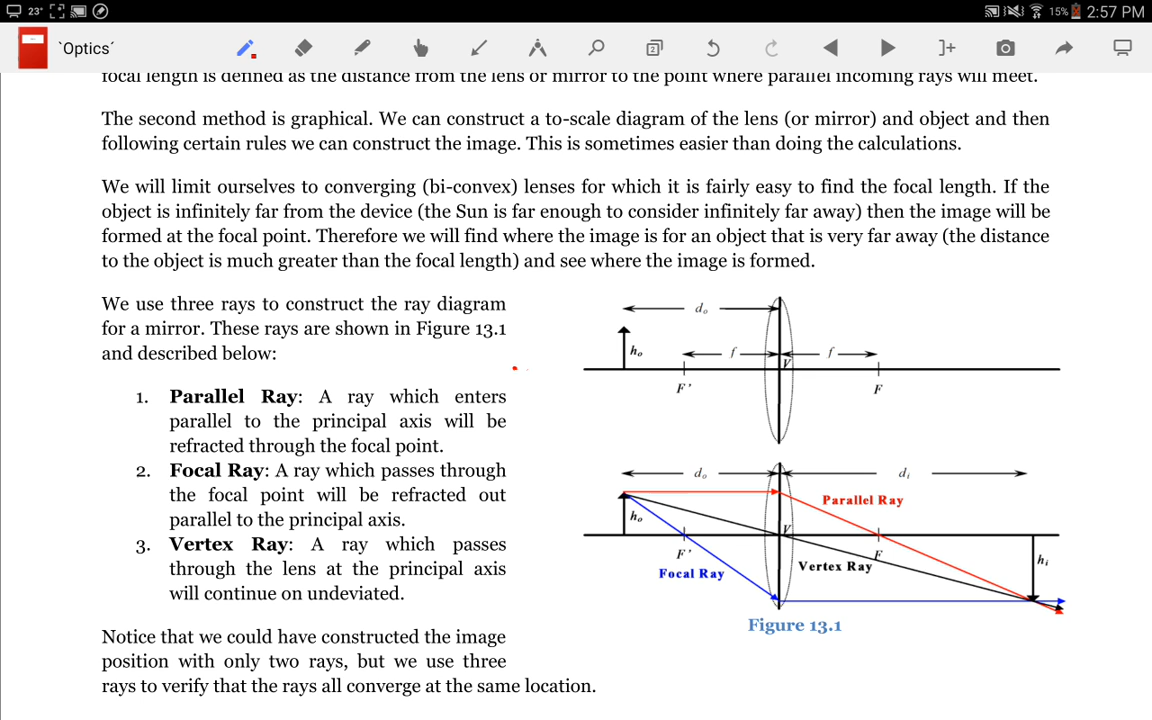 23°
15% 2:57 PM
`Optics´
2
focal length is defined as the distance from the lens or mirror to the point where parallel incoming rays will meet.
The second method is graphical. We can construct a to-scale diagram of the lens (or mirror) and object and then
following certain rules we can construct the image. This is sometimes easier than doing the calculations.
We will limit ourselves to converging (bi-convex) lenses for which it is fairly easy to find the focal length. If the
object is infinitely far from the device (the Sun is far enough to consider infinitely far away) then the image will be
formed at the focal point. Therefore we will find where the image is for an object that is very far away (the distance
to the object is much greater than the focal length) and see where the image is formed.
We use three rays to construct the ray diagram
for a mirror. These rays are shown in Figure 13.1
and described below:
1. Parallel Ray: A ray which enters
parallel to the principal axis will be
refracted through the focal point.
2. Focal Ray: A ray which passes through
the focal point will be refracted out
parallel to the principal axis.
3. Vertex Ray: A ray which passes
through the lens at the principal axis
will continue on undeviated.
Notice that we could have constructed the image
position with only two rays, but we use three
rays to verify that the rays all converge at the same location.
dₒ
hₒ f f
V
F' F
dₒ dᵢ
Parallel Ray
hₒ
V
F' F
Vertex Ray hᵢ
Focal Ray
Figure 13.1